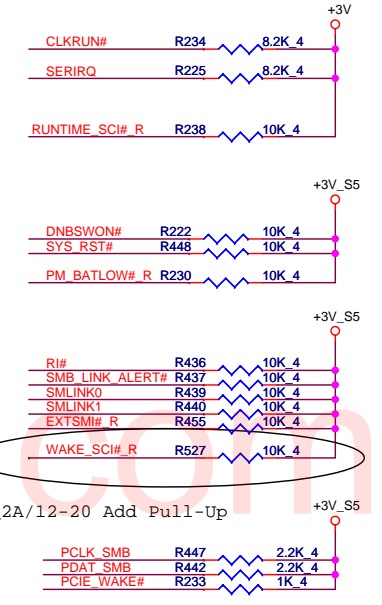 +3V
CLKRUN# R234 8.2K_4
SERIRQ R225 8.2K_4
RUNTIME_SCI#_R R238 10K_4
+3V_S5
DNBSWON# R222 10K_4
SYS_RST# R448 10K_4
PM_BATLOW#_R R230 10K_4
+3V_S5
RI# R436 10K_4
SMB_LINK_ALERT# R437 10K_4
SMLINK0 R439 10K_4
SMLINK1 R440 10K_4
EXTSMI#_R R455 10K_4
WAKE_SCI#_R R527 10K_4
2A/12-20 Add Pull-Up
+3V_S5
PCLK_SMB R447 2.2K_4
PDAT_SMB R442 2.2K_4
PCIE_WAKE# R233 1K_4
com